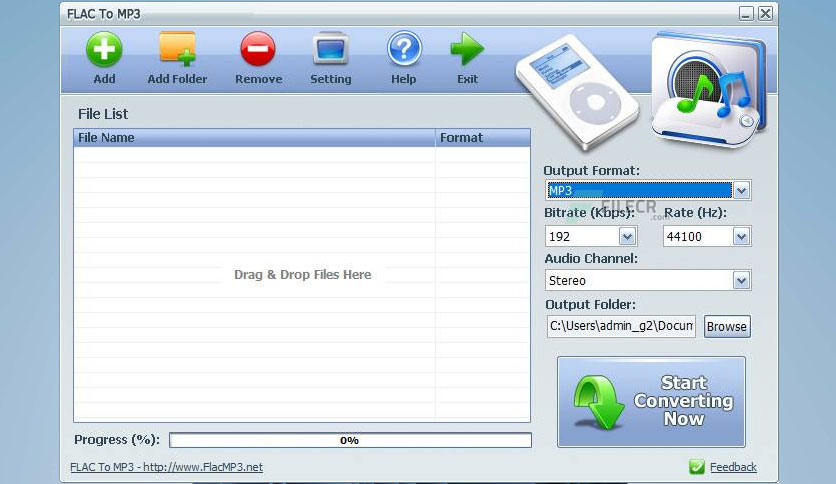 FLAC To MP3
Add
Add Folder
Remove
Setting
Help
Exit
File List
File Name
Format
Drag & Drop Files Here
Output Format:
MP3
FILECR
.com
Bitrate (Kbps):
Rate (Hz):
192
44100
Audio Channel:
Stereo
Output Folder:
C:\Users\admin_g2\Docum
Browse
Start
Converting
Now
Progress (%):
0%
FLAC To MP3 - http://www.FlacMP3.net
Feedback